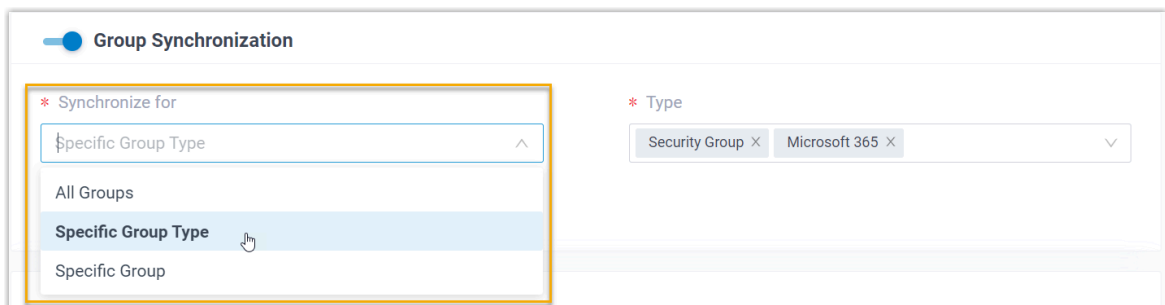 Group Synchronization
* Synchronize for
* Type
Specific Group Type
Security Group × Microsoft 365 ×
All Groups
Specific Group Type
Specific Group